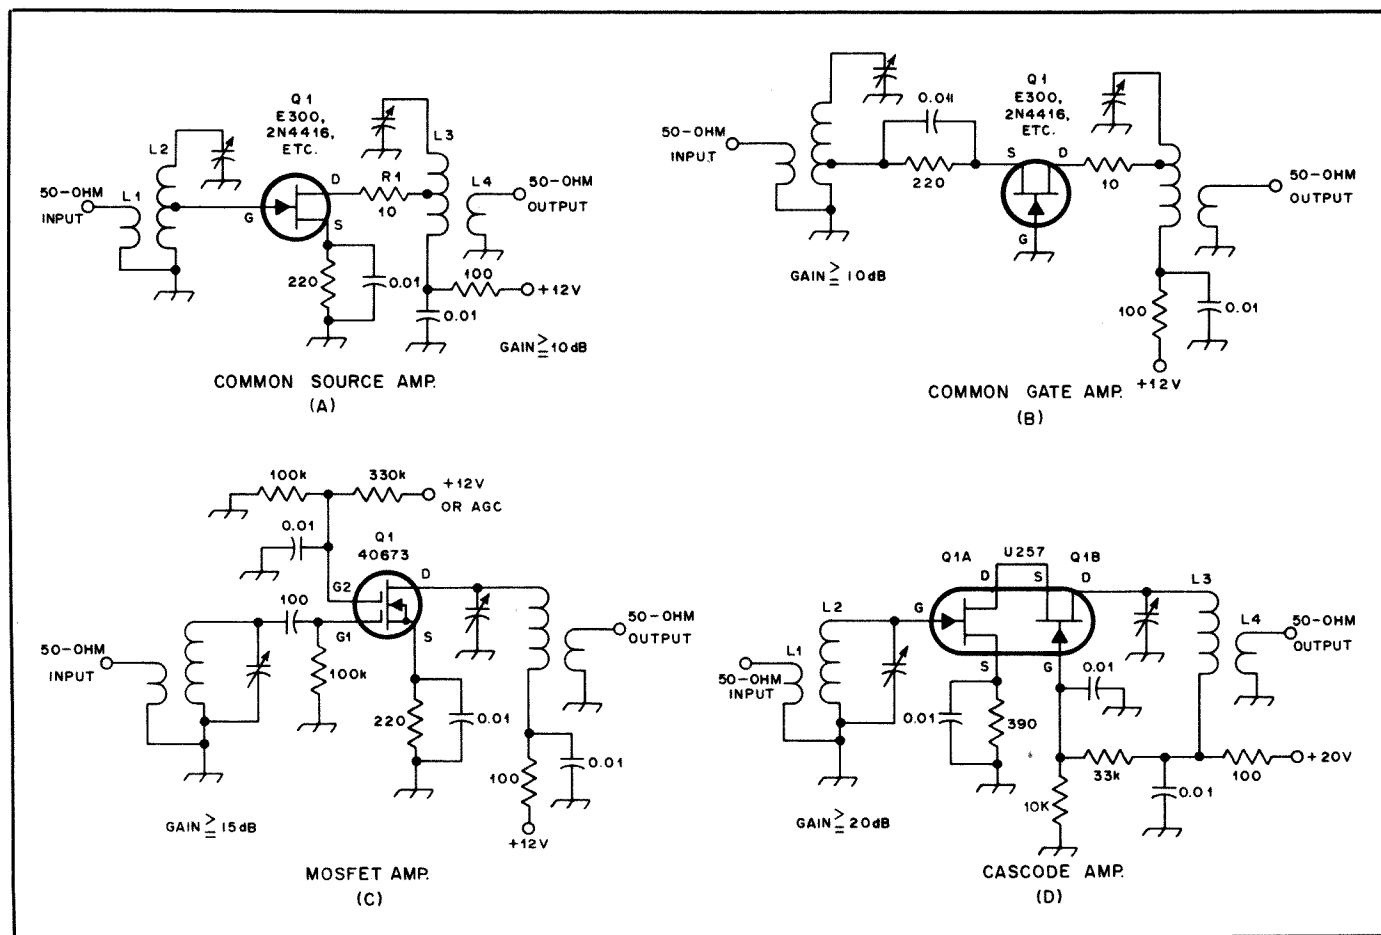 Q1
E300,
2N4416,
ETC.
L2
L3
50-OHM
INPUT
L1
D
R1
10
L4
50-OHM
OUTPUT
G
S
220
0.01
100
+12V
0.01
GAIN ≧ 10dB
COMMON SOURCE AMP.
(A)
Q1
E300,
2N4416,
ETC.
0.01
50-OHM
INPUT
220
S
D
10
50-OHM
OUTPUT
G
GAIN ≧ 10dB
100
0.01
+12V
COMMON GATE AMP.
(B)
100k
330k
+12V
OR AGC
0.01
Q1
40673
G2
D
100
G1
S
50-OHM
INPUT
50-OHM
OUTPUT
100k
220
0.01
100
0.01
+12V
GAIN ≧ 15dB
MOSFET AMP.
(C)
Q1A
U257
Q1B
D
S
D
L3
L2
G
L4
50-OHM
OUTPUT
L1
50-OHM
INPUT
S
G
0.01
0.01
390
33k
100
+20V
10K
0.01
GAIN ≧ 20dB
CASCODE AMP.
(D)